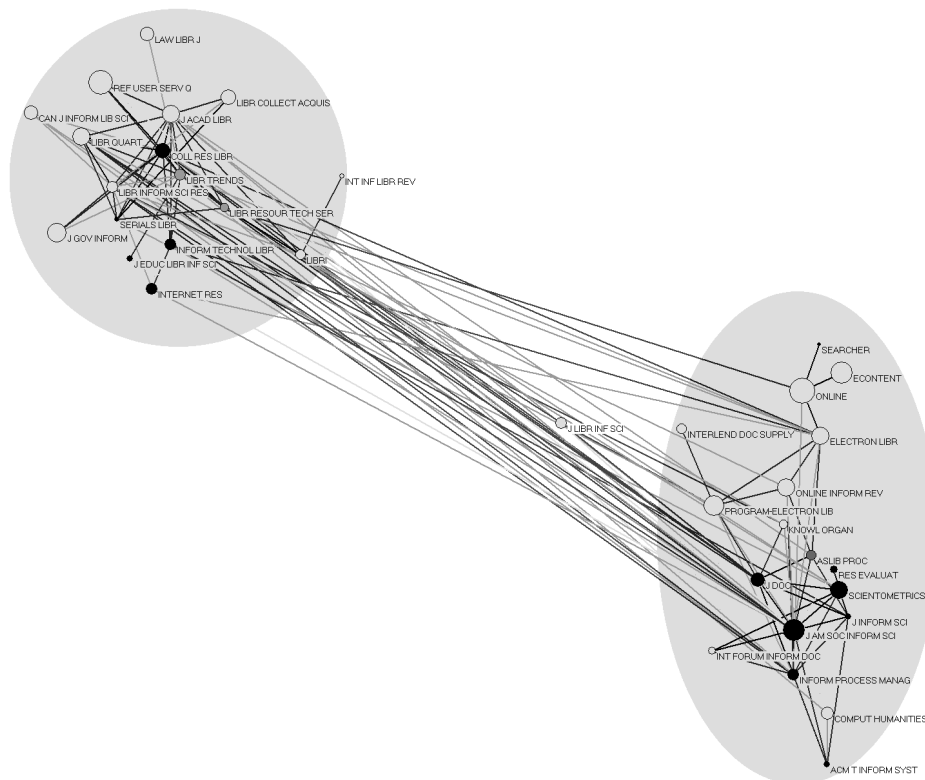 LAW LIBR J
REF USER SERV Q
LIBR COLLECT ACQUIS
CAN J INFORM LIB SCI
J ACAD LIBR
LIBR QUART
COLL RES LIBR
LIBR TRENDS
INT INF LIBR REV
LIBR INFORM SCI RES
LIBR RESOUR TECH SER
SERIALS LIBR
J GOV INFORM
INFORM TECHNOL LIBR
LIBRI
J EDUC LIBR INF SCI
INTERNET RES
SEARCHER
ECONTENT
ONLINE
J LIBR INF SCI
INTERLEND DOC SUPPLY
ELECTRON LIBR
ONLINE INFORM REV
PROGRAM-ELECTRON LIB
KNOWL ORGAN
ASLIB PROC
RES EVALUAT
J DOC
SCIENTOMETRICS
J INFORM SCI
J AM SOC INFORM SCI
INT FORUM INFORM DOC
INFORM PROCESS MANAG
COMPUT HUMANITIES
ACM T INFORM SYST